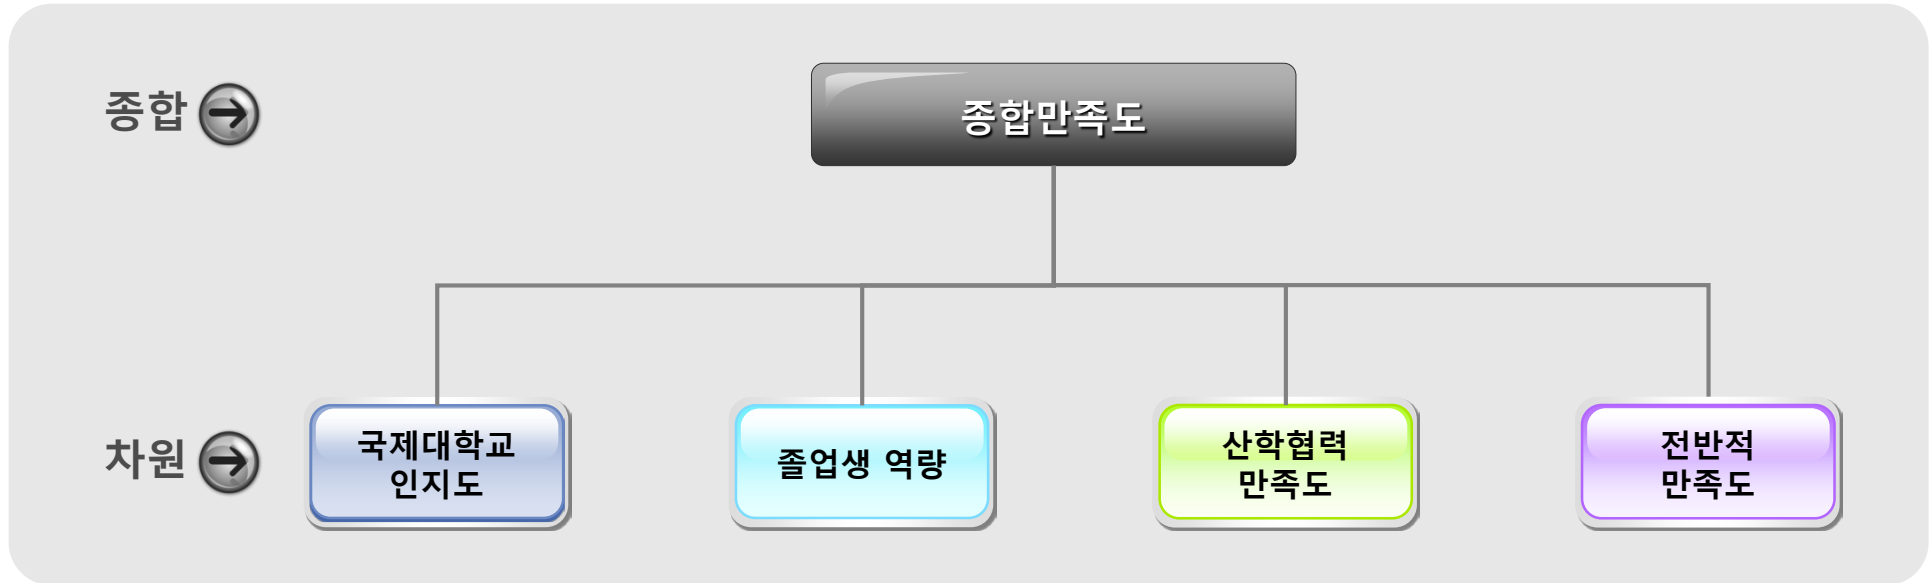 종합
종합만족도
차원
국제대학교
인지도
졸업생 역량
산학협력
만족도
전반적
만족도